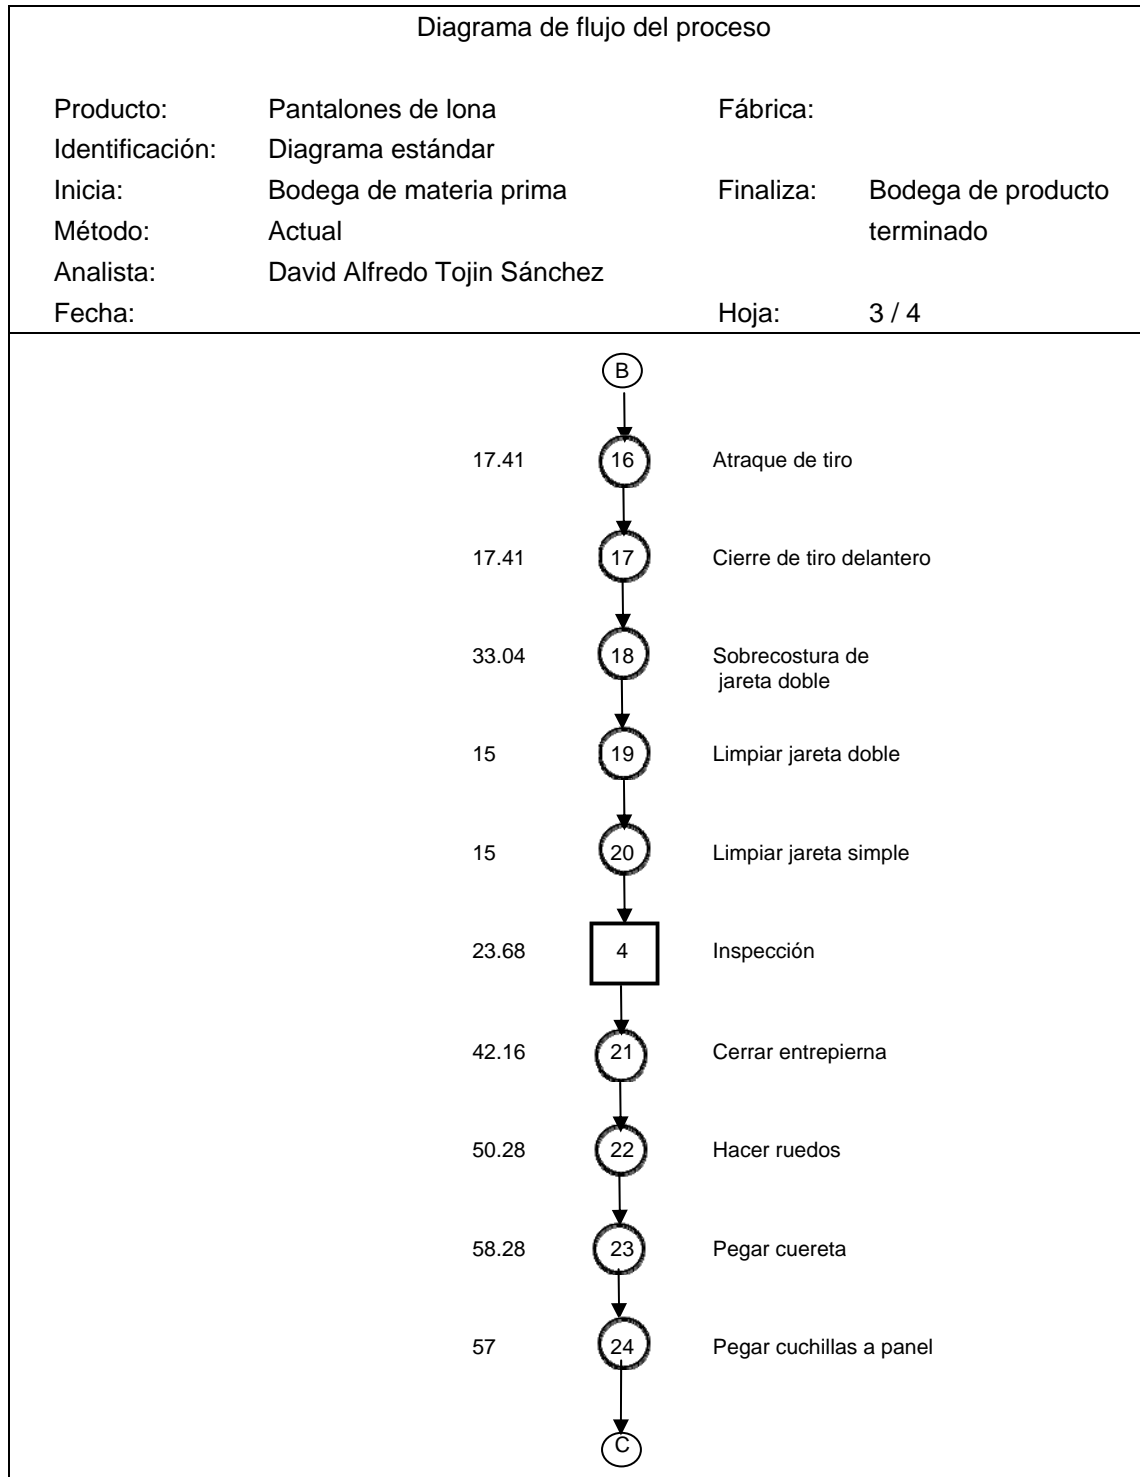 Diagrama de flujo del proceso
Producto: Pantalones de lona Fábrica:
Identificación: Diagrama estándar
Inicia: Bodega de materia prima Finaliza: Bodega de producto
Método: Actual terminado
Analista: David Alfredo Tojin Sánchez
Fecha: Hoja: 3 / 4
B
17.41 16 Atraque de tiro
17.41 17 Cierre de tiro delantero
33.04 18 Sobrecostura de
jareta doble
15 19 Limpiar jareta doble
15 20 Limpiar jareta simple
23.68 4 Inspección
42.16 21 Cerrar entrepierna
50.28 22 Hacer ruedos
58.28 23 Pegar cuereta
57 24 Pegar cuchillas a panel
C